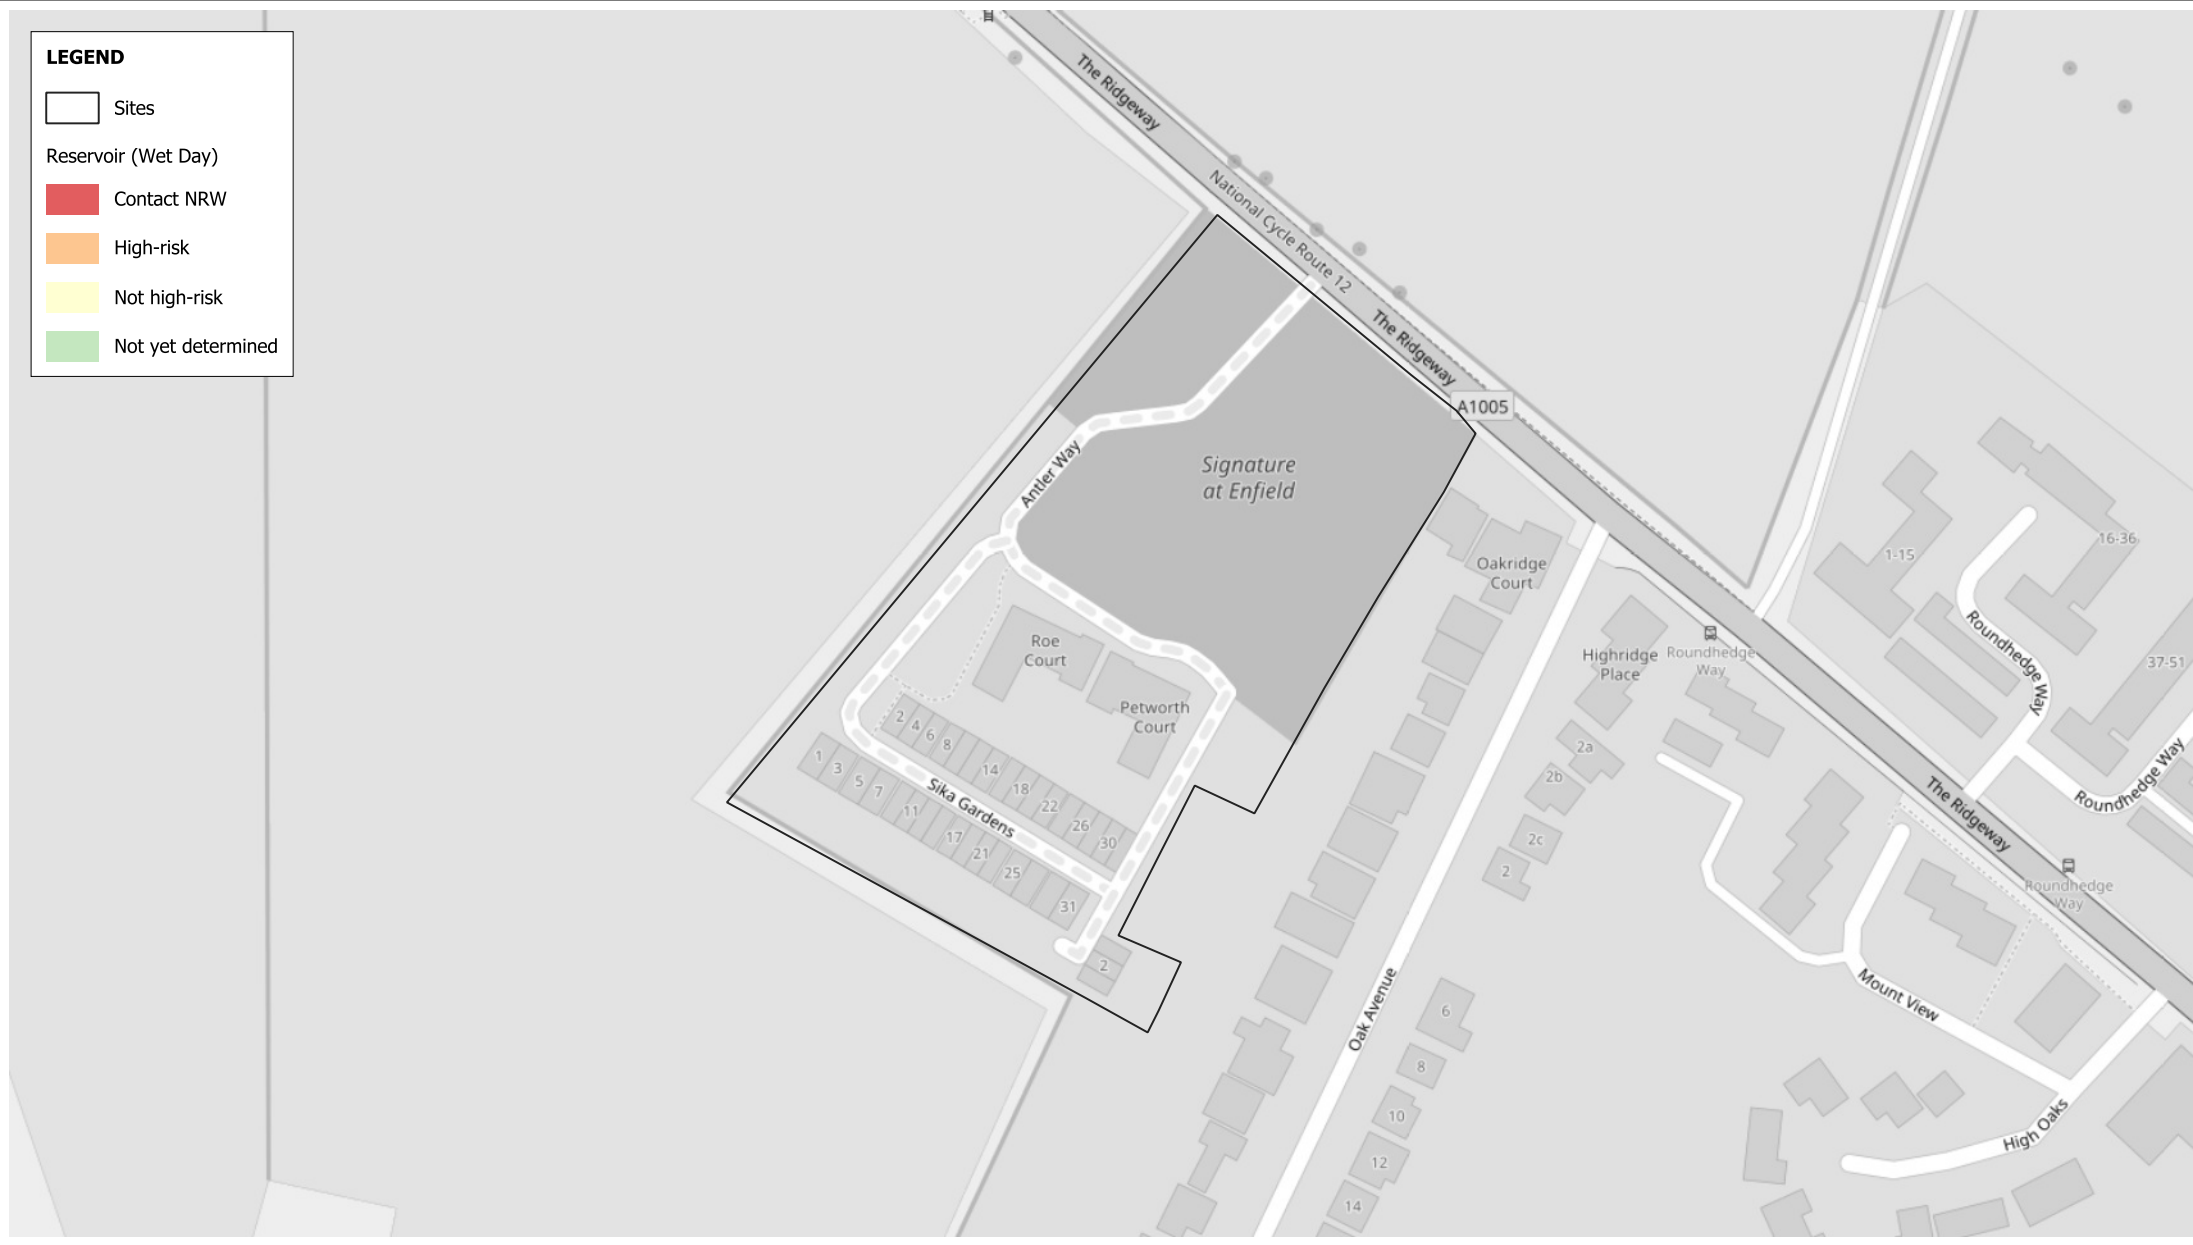 LEGEND
Sites
Reservoir (Wet Day)
Contact NRW
High-risk
Not high-risk
Not yet determined
The Ridgeway
National Cycle Route 12
The Ridgeway
A1005
Signature
at Enfield
Antler Way
Oakridge
Court
1-15
16-36
Roundhedge Way
37-51
Roe
Court
Petworth
Court
Highridge
Place
Roundhedge
Way
2
4
6
8
14
18
22
26
30
1
3
5
7
11
17
21
25
31
Sika Gardens
2
2a
2b
2c
2
Roundhedge Way
The Ridgeway
Roundhedge
Way
Oak Avenue
6
8
10
12
14
Mount View
High Oaks